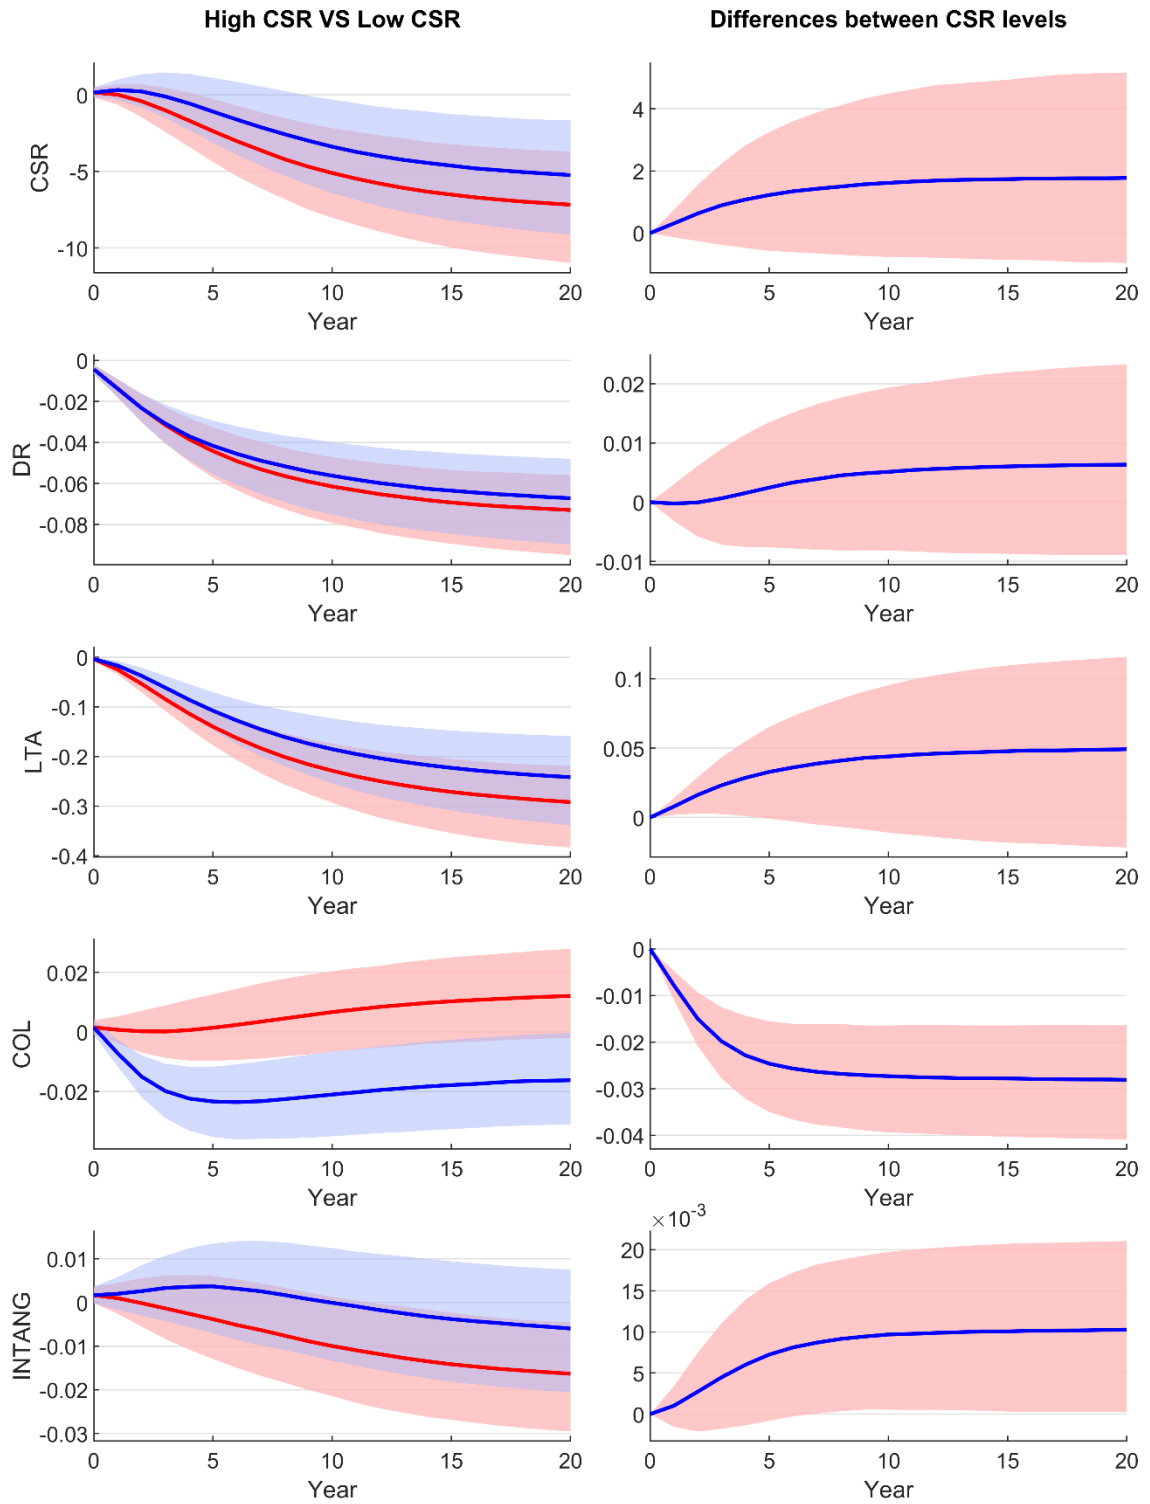 High CSR VS Low CSR
Differences between CSR levels
CSR
0
-5
-10
0 5 10 15 20
Year
4
2
0
0 5 10 15 20
Year
DR
0
-0.02
-0.04
-0.06
-0.08
0 5 10 15 20
Year
0.02
0.01
0
-0.01
0 5 10 15 20
Year
LTA
0
-0.1
-0.2
-0.3
-0.4
0 5 10 15 20
Year
0.1
0.05
0
0 5 10 15 20
Year
COL
0.02
0
-0.02
0 5 10 15 20
Year
0
-0.01
-0.02
-0.03
-0.04
0 5 10 15 20
Year
INTANG
0.01
0
-0.01
-0.02
-0.03
0 5 10 15 20
Year
×10⁻³
20
15
10
5
0
0 5 10 15 20
Year